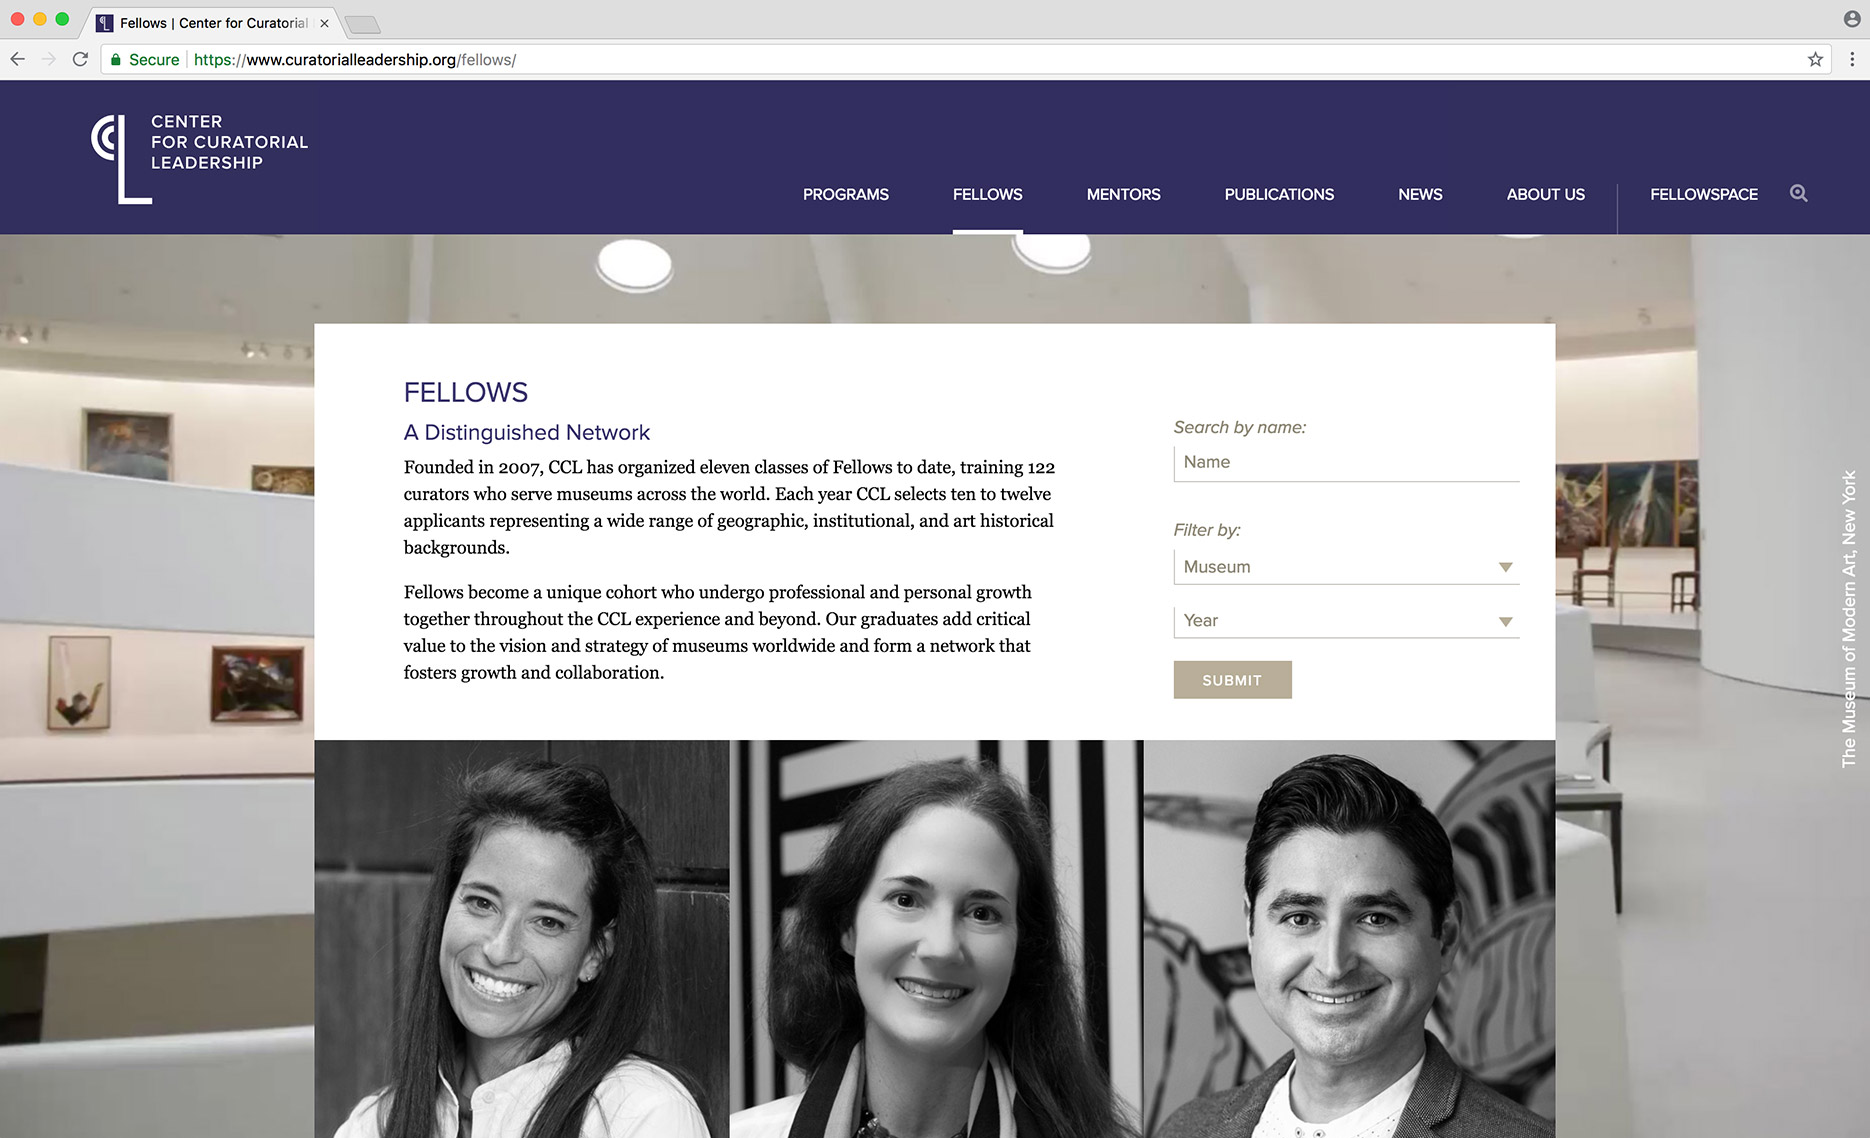 Fellows | Center for Curatorial
Secure
https://www.curatorialleadership.org/fellows/
CENTER
FOR CURATORIAL
LEADERSHIP
PROGRAMS
FELLOWS
MENTORS
PUBLICATIONS
NEWS
ABOUT US
FELLOWSPACE
FELLOWS
A Distinguished Network
Founded in 2007, CCL has organized eleven classes of Fellows to date, training 122
curators who serve museums across the world. Each year CCL selects ten to twelve
applicants representing a wide range of geographic, institutional, and art historical
backgrounds.
Fellows become a unique cohort who undergo professional and personal growth
together throughout the CCL experience and beyond. Our graduates add critical
value to the vision and strategy of museums worldwide and form a network that
fosters growth and collaboration.
Search by name:
Name
Filter by:
Museum
Year
SUBMIT
The Museum of Modern Art, New York